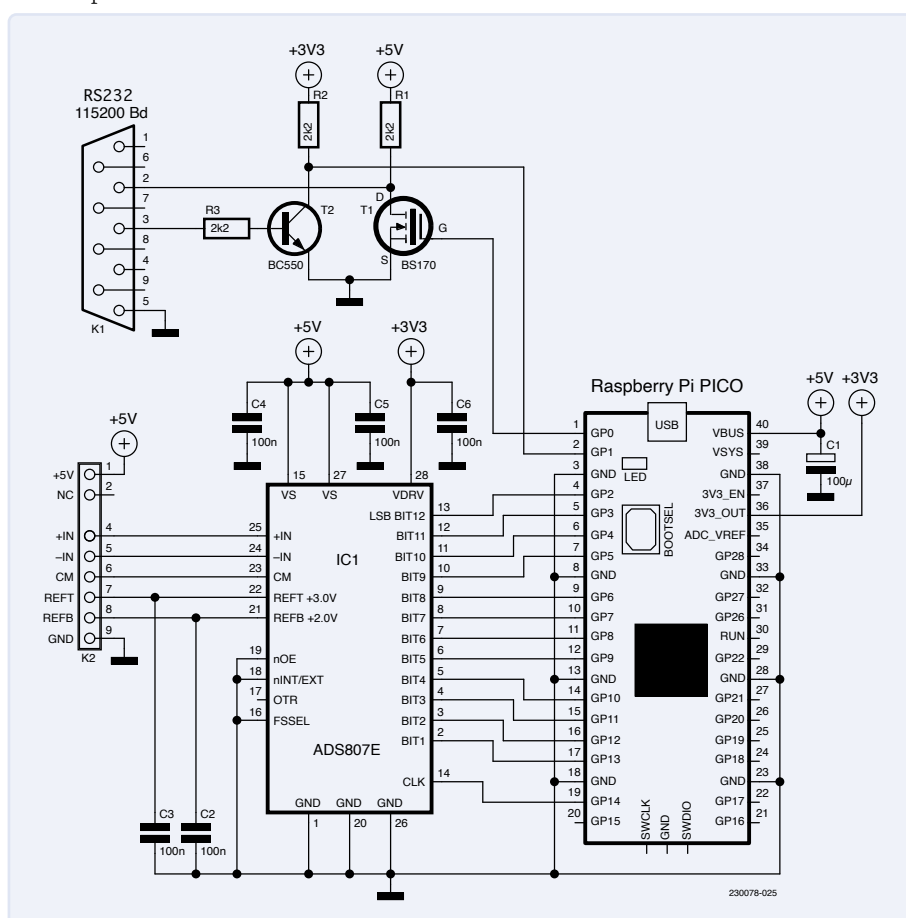 +3V3
+5V
RS232
115200 Bd
R2
2k2
R1
2k2
1
6
2
7
3
8
4
9
5
K1
R3
2k2
T2
BC550
D
T1
G
S
BS170
+5V
+3V3
C4
100n
C5
100n
C6
100n
+5V
+5V
NC
+IN
–IN
CM
REFT
REFB
GND
1
2
4
5
6
7
8
9
K2
15
27
28
VS
VS
VDRV
25
24
23
22
21
19
18
17
16
+IN
–IN
CM
REFT +3.0V
REFB +2.0V
nOE
nINT/EXT
OTR
FSSEL
IC1
ADS807E
LSB BIT12
BIT11
BIT10
BIT9
BIT8
BIT7
BIT6
BIT5
BIT4
BIT3
BIT2
BIT1
CLK
13
12
11
10
9
8
7
6
5
4
3
2
14
GND
GND
GND
1
20
26
C3
100n
C2
100n
Raspberry Pi PICO
USB
LED
BOOTSEL
1
2
3
4
5
6
7
8
9
10
11
12
13
14
15
16
17
18
19
20
GP0
GP1
GND
GP2
GP3
GP4
GP5
GND
GP6
GP7
GP8
GP9
GND
GP10
GP11
GP12
GP13
GND
GP14
GP15
VBUS
VSYS
GND
3V3_EN
3V3_OUT
ADC_VREF
GP28
GND
GP27
GP26
RUN
GP22
GND
GP21
GP20
GP19
GP18
GND
GP17
GP16
40
39
38
37
36
35
34
33
32
31
30
29
28
27
26
25
24
23
22
21
SWCLK
GND
SWDIO
+5V
+3V3
C1
100µ
230078-025